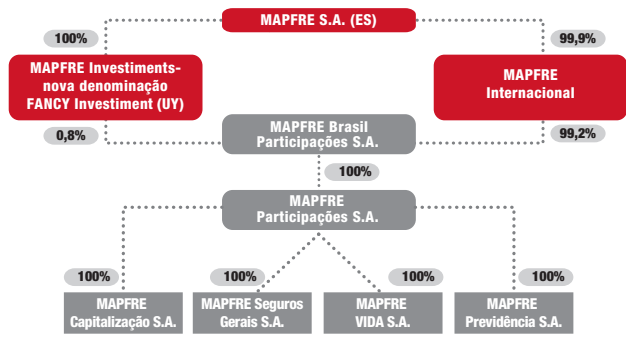 MAPFRE S.A. (ES)
100%
99,9%
MAPFRE Investiments-
nova denominação
FANCY Investiment (UY)
MAPFRE
Internacional
0,8%
MAPFRE Brasil
Participações S.A.
99,2%
100%
MAPFRE
Participações S.A.
100%
100%
100%
100%
MAPFRE
Capitalização S.A.
MAPFRE Seguros
Gerais S.A.
MAPFRE
VIDA S.A.
MAPFRE
Previdência S.A.